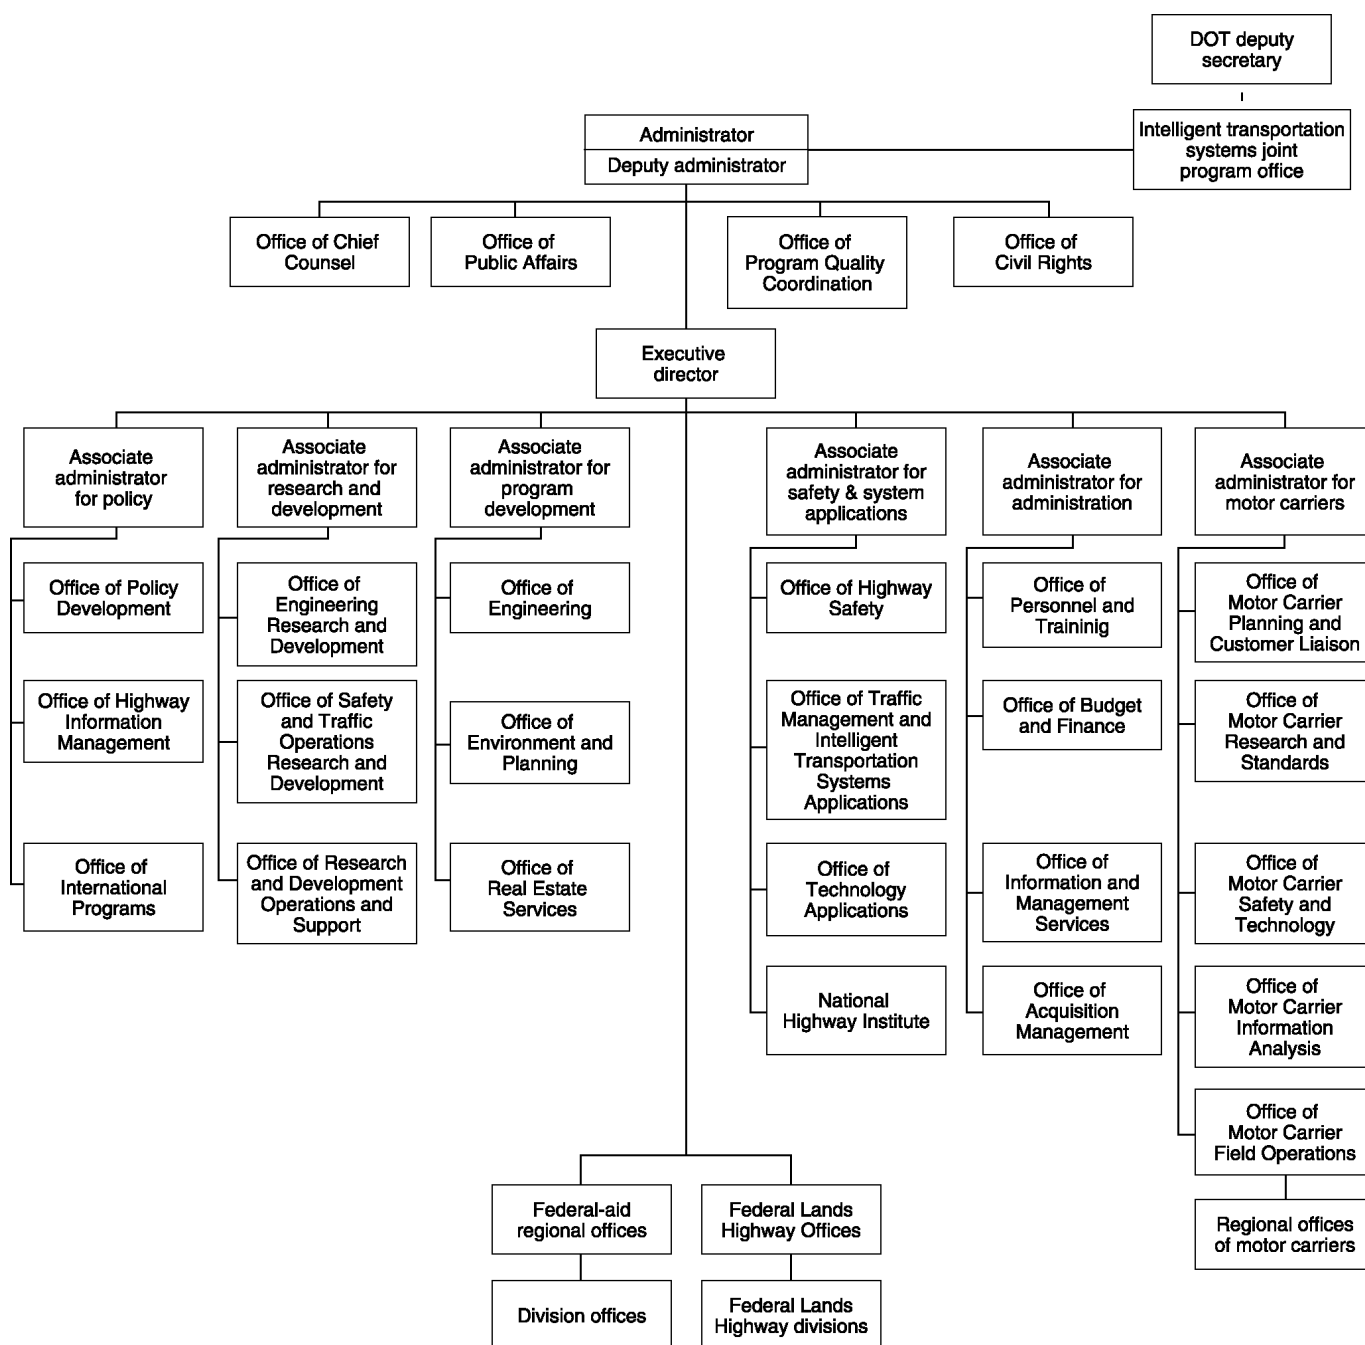 DOT deputy
secretary
Administrator
Deputy administrator
Intelligent transportation
systems joint
program office
Office of Chief
Counsel
Office of
Public Affairs
Office of
Program Quality
Coordination
Office of
Civil Rights
Executive
director
Associate
administrator
for policy
Associate
administrator for
research and
development
Associate
administrator for
program
development
Associate
administrator for
safety & system
applications
Associate
administrator for
administration
Associate
administrator for
motor carriers
Office of Policy
Development
Office of
Engineering
Research and
Development
Office of
Engineering
Office of Highway
Safety
Office of
Personnel and
Traininig
Office of
Motor Carrier
Planning and
Customer Liaison
Office of Highway
Information
Management
Office of Safety
and Traffic
Operations
Research and
Development
Office of
Environment and
Planning
Office of Traffic
Management and
Intelligent
Transportation
Systems
Applications
Office of Budget
and Finance
Office of
Motor Carrier
Research and
Standards
Office of
International
Programs
Office of Research
and Development
Operations and
Support
Office of
Real Estate
Services
Office of
Technology
Applications
Office of
Information and
Management
Services
Office of
Motor Carrier
Safety and
Technology
National
Highway Institute
Office of
Acquisition
Management
Office of
Motor Carrier
Information
Analysis
Office of
Motor Carrier
Field Operations
Federal-aid
regional offices
Federal Lands
Highway Offices
Regional offices
of motor carriers
Division offices
Federal Lands
Highway divisions